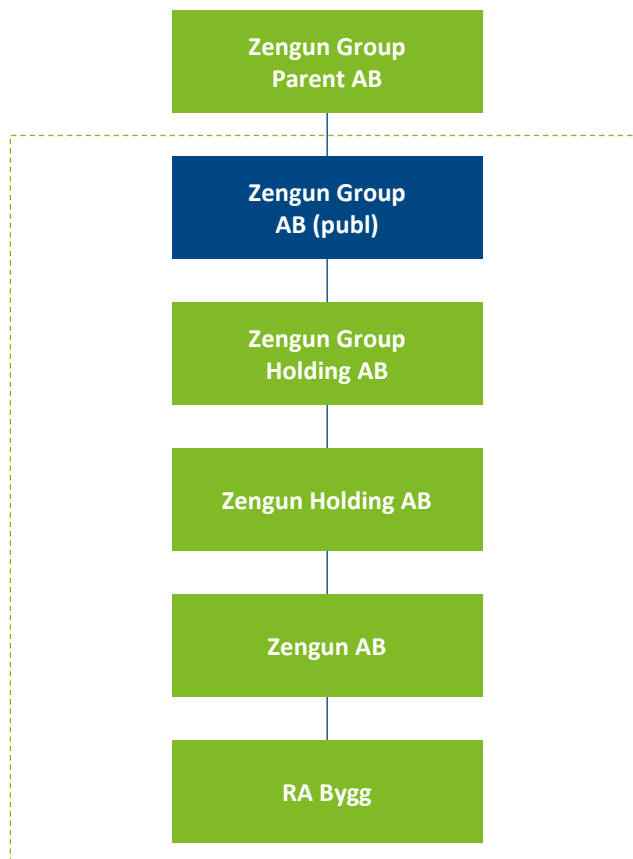 Zengun Group
Parent AB
Zengun Group
AB (publ)
Zengun Group
Holding AB
Zengun Holding AB
Zengun AB
RA Bygg